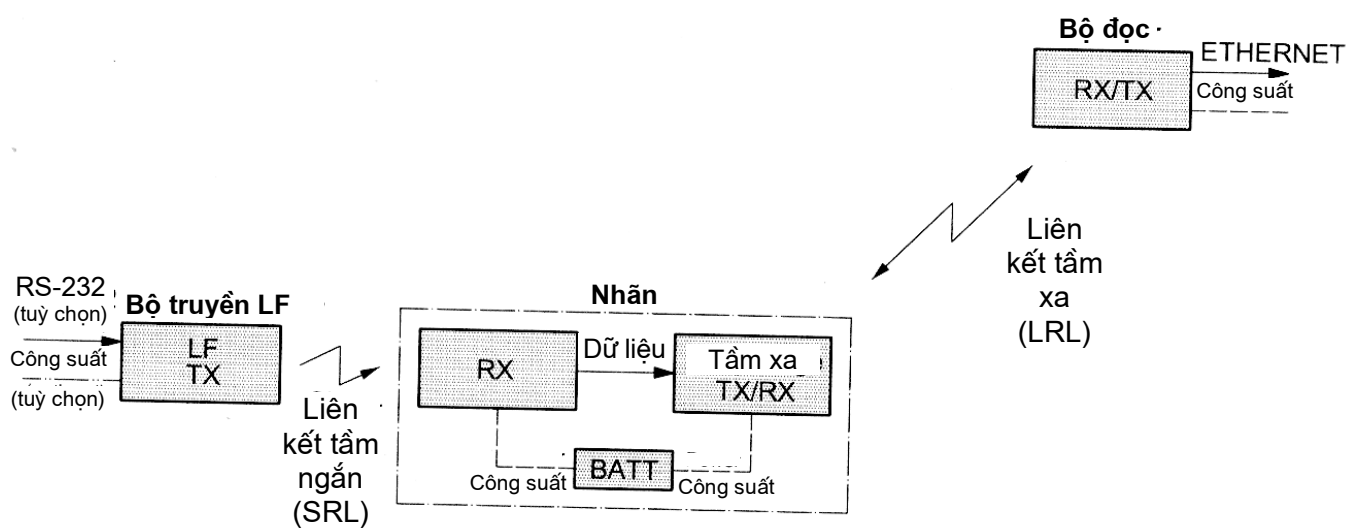 Bộ đọc
RX/TX
ETHERNET
Công suất
Liên
kết tầm
xa
(LRL)
RS-232
(tuỳ chọn)
Công suất
(tuỳ chọn)
Bộ truyền LF
LF
TX
Liên
kết tầm
ngắn
(SRL)
Nhãn
RX
Dữ liệu
Tầm xa
TX/RX
BATT
Công suất
Công suất